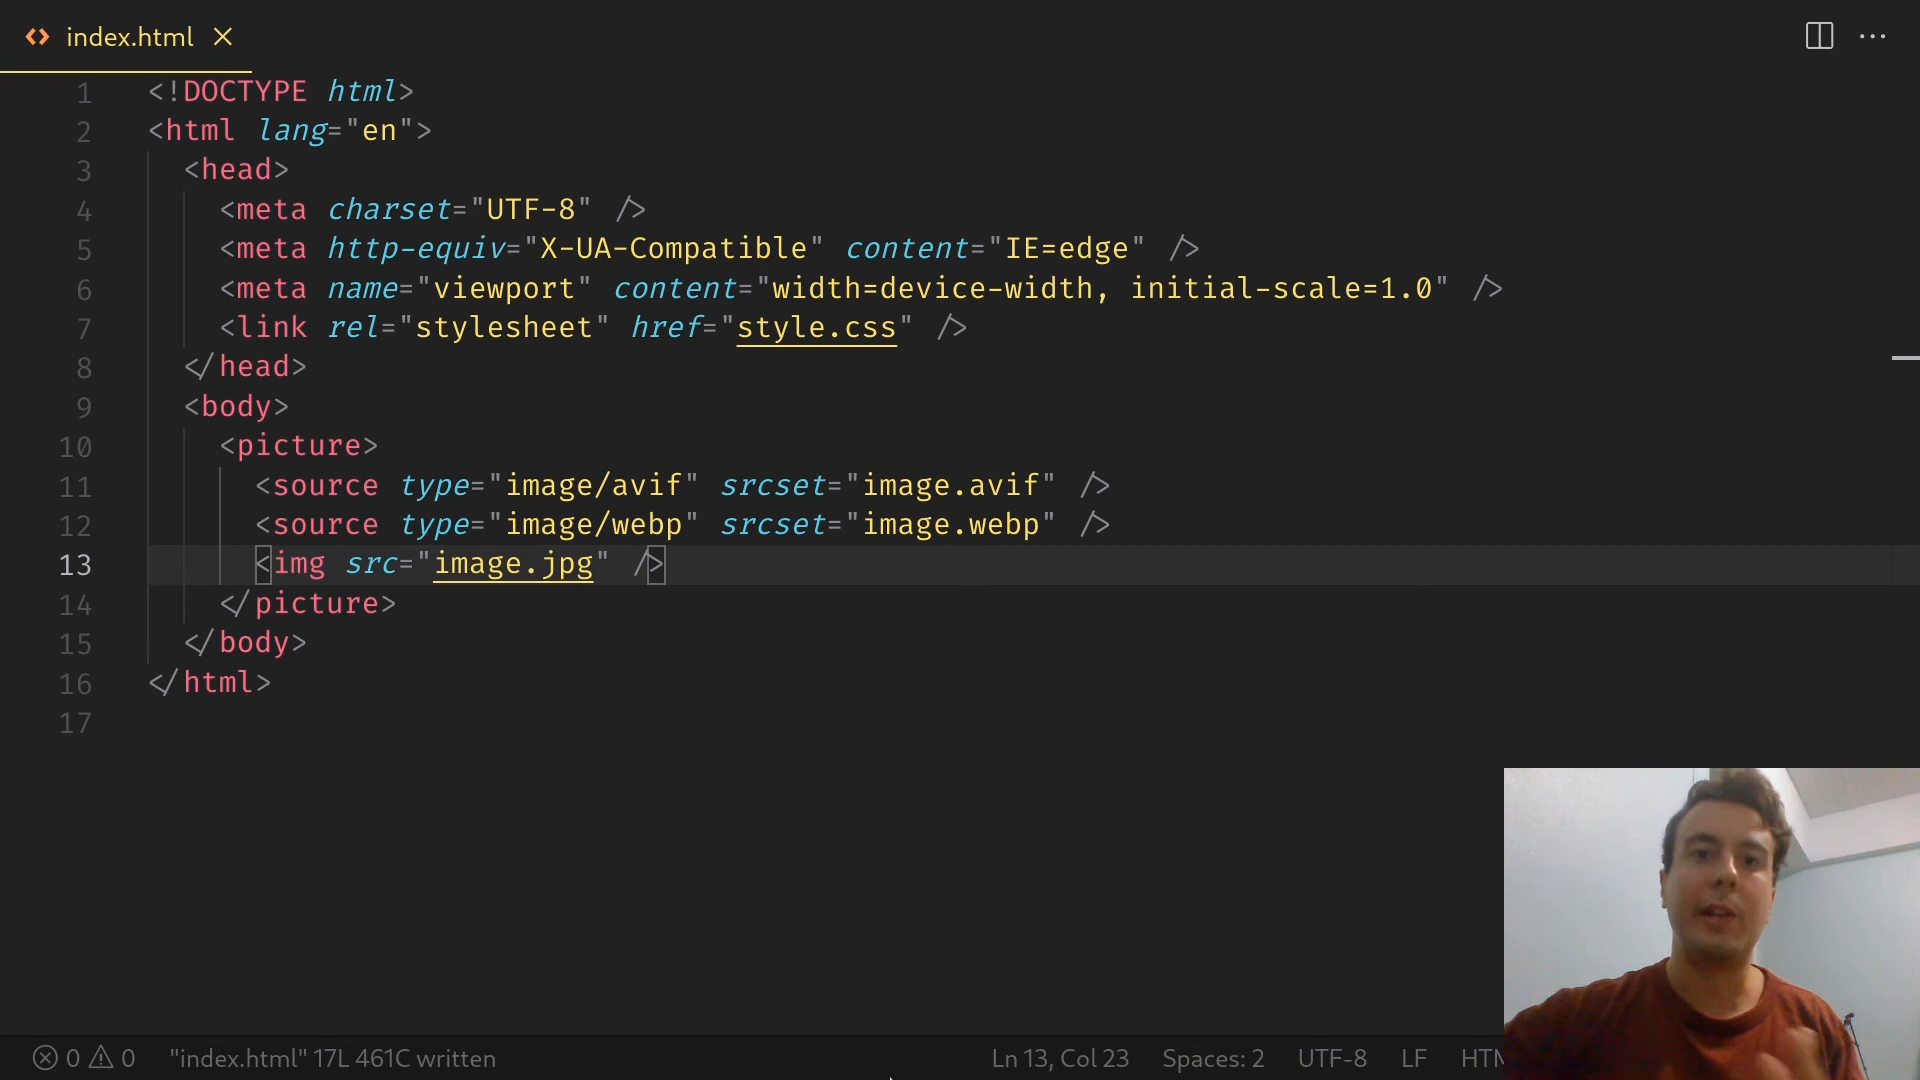 index.html
1 <!DOCTYPE html>
2 <html lang="en">
3 <head>
4 <meta charset="UTF-8" />
5 <meta http-equiv="X-UA-Compatible" content="IE=edge" />
6 <meta name="viewport" content="width=device-width, initial-scale=1.0" />
7 <link rel="stylesheet" href="style.css" />
8 </head>
9 <body>
10 <picture>
11 <source type="image/avif" srcset="image.avif" />
12 <source type="image/webp" srcset="image.webp" />
13 <img src="image.jpg" />
14 </picture>
15 </body>
16 </html>
17
0 0 "index.html" 17L 461C written Ln 13, Col 23 Spaces: 2 UTF-8 LF HTM